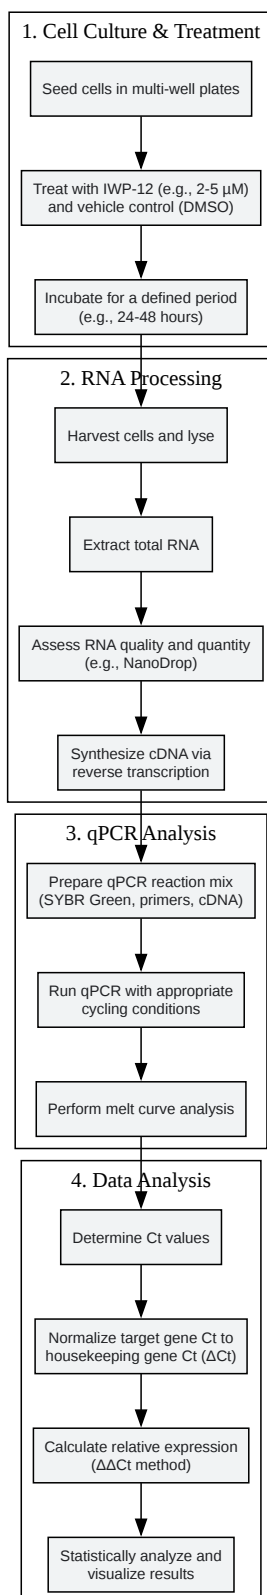 1. Cell Culture & Treatment
Seed cells in multi-well plates
Treat with IWP-12 (e.g., 2-5 µM)
and vehicle control (DMSO)
Incubate for a defined period
(e.g., 24-48 hours)
2. RNA Processing
Harvest cells and lyse
Extract total RNA
Assess RNA quality and quantity
(e.g., NanoDrop)
Synthesize cDNA via
reverse transcription
3. qPCR Analysis
Prepare qPCR reaction mix
(SYBR Green, primers, cDNA)
Run qPCR with appropriate
cycling conditions
Perform melt curve analysis
4. Data Analysis
Determine Ct values
Normalize target gene Ct to
housekeeping gene Ct (ΔCt)
Calculate relative expression
(ΔΔCt method)
Statistically analyze and
visualize results